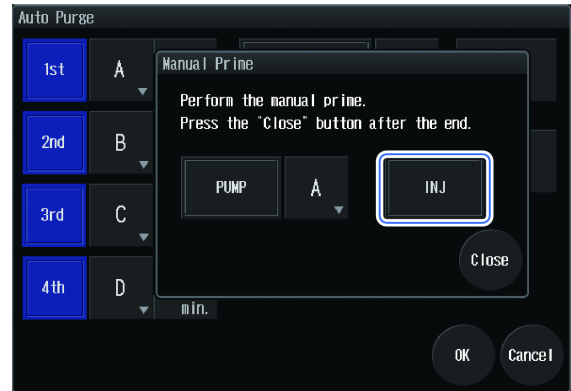 Auto Purge
1st
A
Manual Prime
Perform the manual prime.
Press the "Close" button after the end.
2nd
B
PUMP
A
INJ
3rd
C
Close
4th
D
min.
OK
Cancel